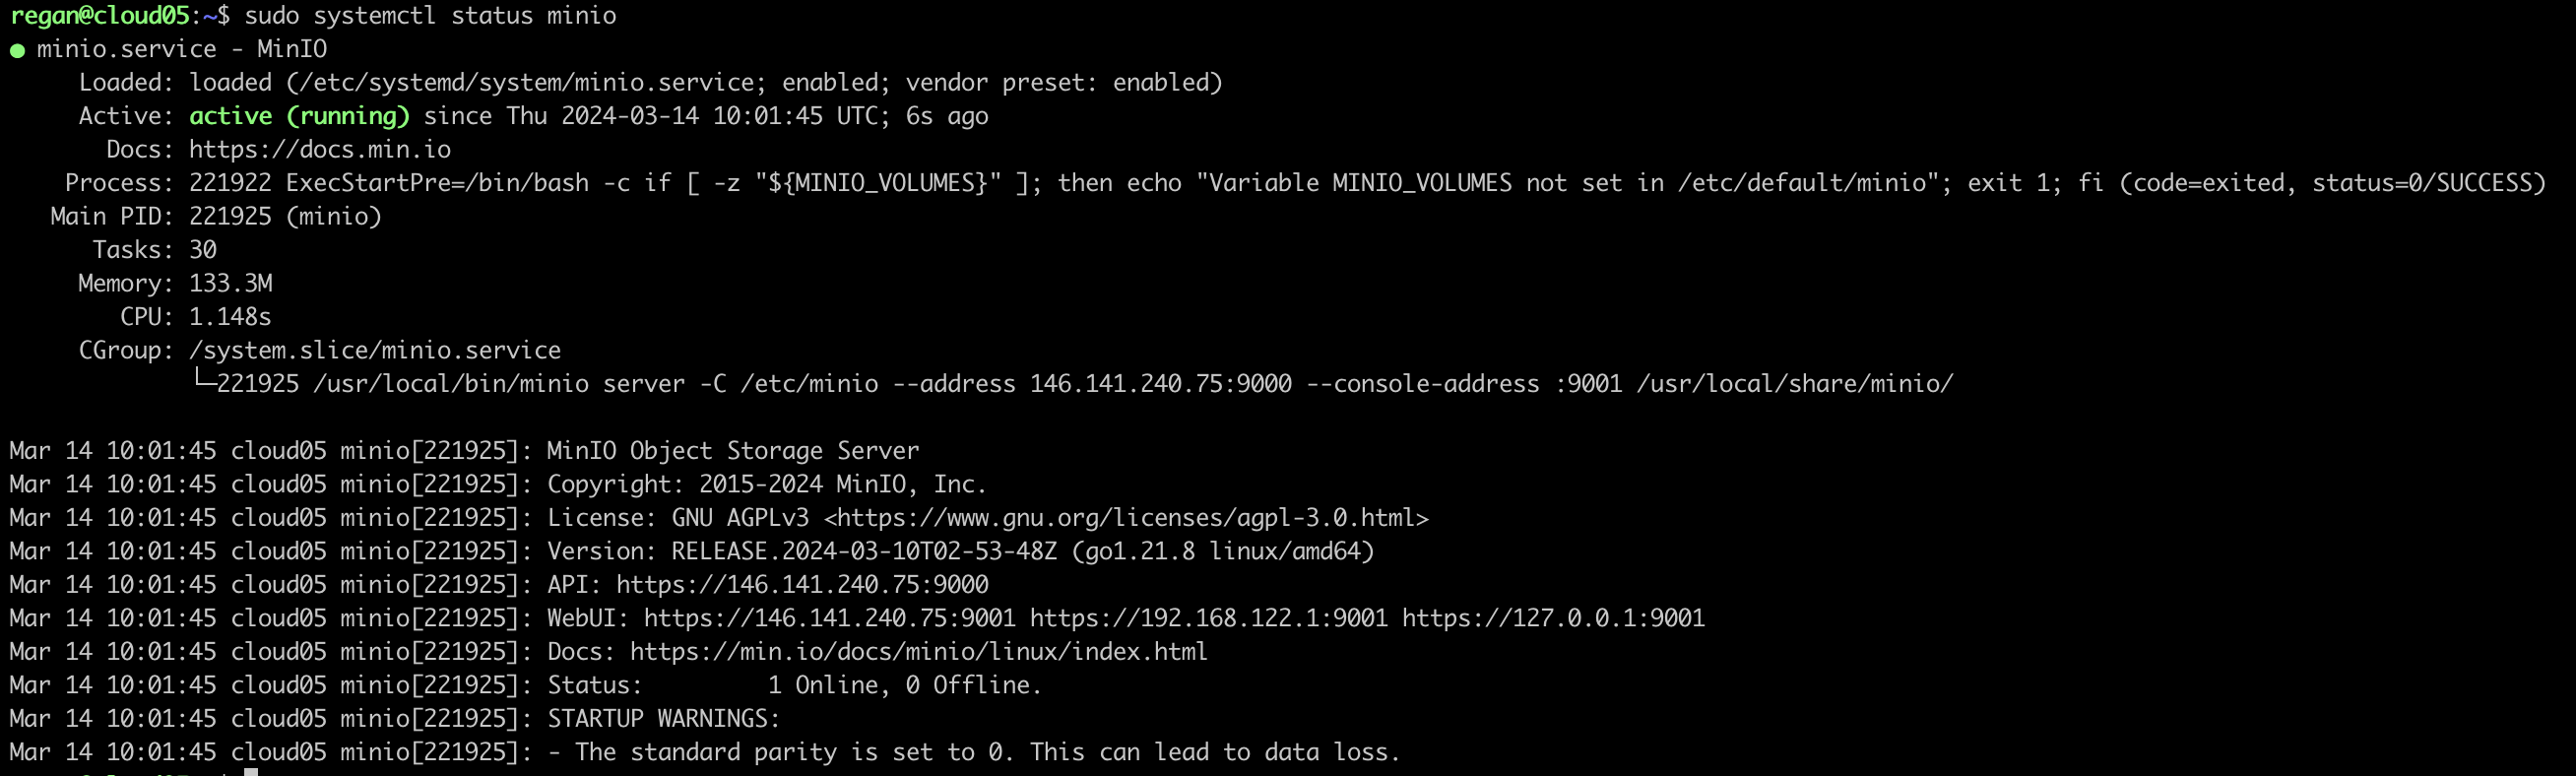 regan@cloud05:~$ sudo systemctl status minio
● minio.service - MinIO
     Loaded: loaded (/etc/systemd/system/minio.service; enabled; vendor preset: enabled)
     Active: active (running) since Thu 2024-03-14 10:01:45 UTC; 6s ago
       Docs: https://docs.min.io
    Process: 221922 ExecStartPre=/bin/bash -c if [ -z "${MINIO_VOLUMES}" ]; then echo "Variable MINIO_VOLUMES not set in /etc/default/minio"; exit 1; fi (code=exited, status=0/SUCCESS)
   Main PID: 221925 (minio)
      Tasks: 30
     Memory: 133.3M
        CPU: 1.148s
     CGroup: /system.slice/minio.service
             └─221925 /usr/local/bin/minio server -C /etc/minio --address 146.141.240.75:9000 --console-address :9001 /usr/local/share/minio/
Mar 14 10:01:45 cloud05 minio[221925]: MinIO Object Storage Server
Mar 14 10:01:45 cloud05 minio[221925]: Copyright: 2015-2024 MinIO, Inc.
Mar 14 10:01:45 cloud05 minio[221925]: License: GNU AGPLv3 <https://www.gnu.org/licenses/agpl-3.0.html>
Mar 14 10:01:45 cloud05 minio[221925]: Version: RELEASE.2024-03-10T02-53-48Z (go1.21.8 linux/amd64)
Mar 14 10:01:45 cloud05 minio[221925]: API: https://146.141.240.75:9000
Mar 14 10:01:45 cloud05 minio[221925]: WebUI: https://146.141.240.75:9001 https://192.168.122.1:9001 https://127.0.0.1:9001
Mar 14 10:01:45 cloud05 minio[221925]: Docs: https://min.io/docs/minio/linux/index.html
Mar 14 10:01:45 cloud05 minio[221925]: Status:         1 Online, 0 Offline.
Mar 14 10:01:45 cloud05 minio[221925]: STARTUP WARNINGS:
Mar 14 10:01:45 cloud05 minio[221925]: - The standard parity is set to 0. This can lead to data loss.